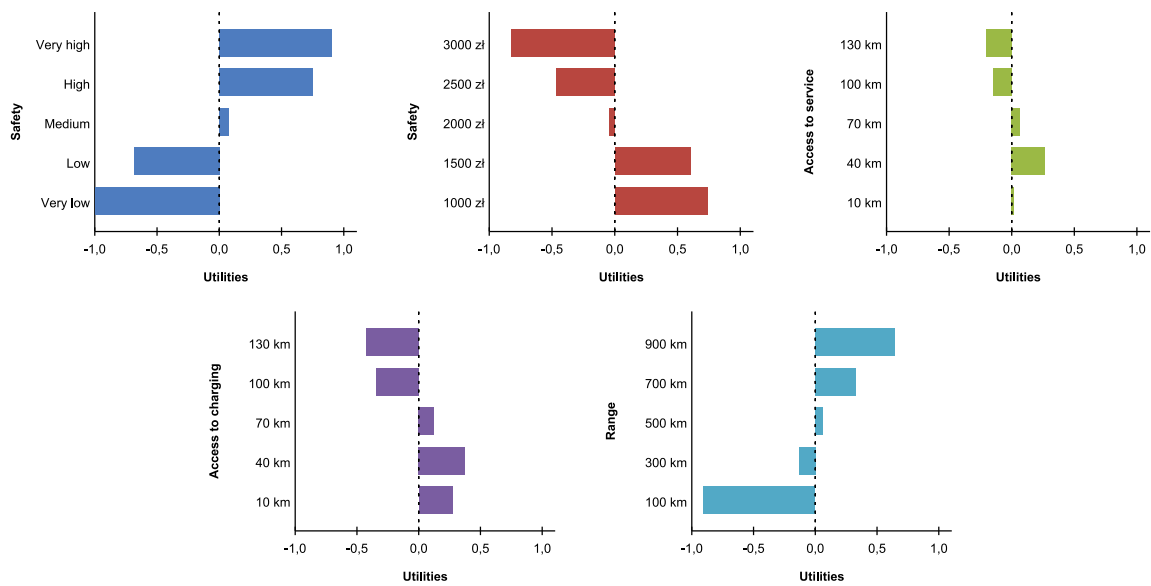 Safety
Very high
High
Medium
Low
Very low
-1,0 -0,5 0,0 0,5 1,0
Utilities
Safety
3000 zł
2500 zł
2000 zł
1500 zł
1000 zł
-1,0 -0,5 0,0 0,5 1,0
Utilities
Access to service
130 km
100 km
70 km
40 km
10 km
-1,0 -0,5 0,0 0,5 1,0
Utilities
Access to charging
130 km
100 km
70 km
40 km
10 km
-1,0 -0,5 0,0 0,5 1,0
Utilities
Range
900 km
700 km
500 km
300 km
100 km
-1,0 -0,5 0,0 0,5 1,0
Utilities